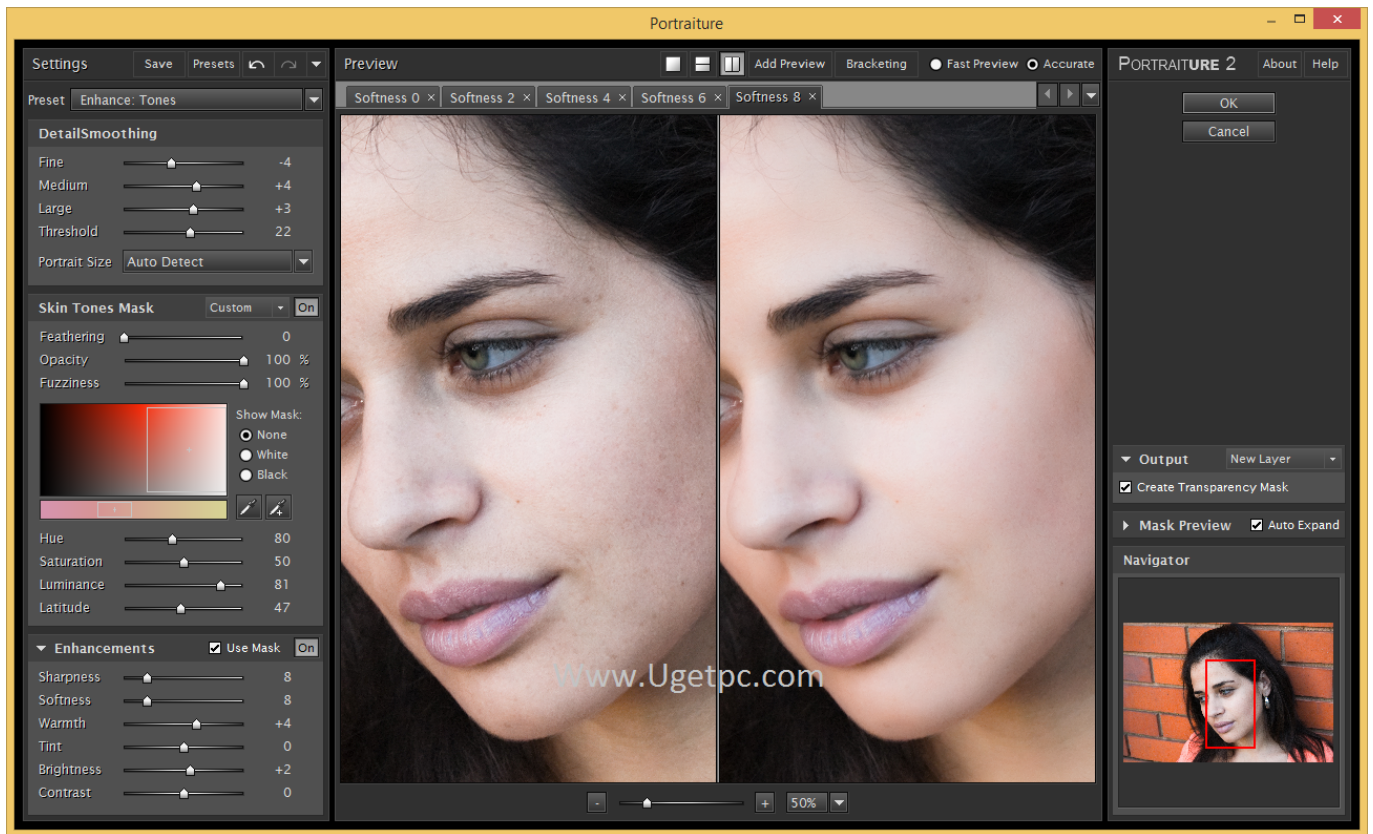 Portraiture
Settings Save Presets
Preset Enhance: Tones
DetailSmoothing
Fine -4
Medium +4
Large +3
Threshold 22
Portrait Size Auto Detect
Skin Tones Mask Custom On
Feathering 0
Opacity 100 %
Fuzziness 100 %
Show Mask:
None
White
Black
Hue 80
Saturation 50
Luminance 81
Latitude 47
Enhancements Use Mask On
Sharpness 8
Softness 8
Warmth +4
Tint 0
Brightness +2
Contrast 0
Preview Add Preview Bracketing Fast Preview Accurate
Softness 0 × Softness 2 × Softness 4 × Softness 6 × Softness 8 ×
Www.Ugetpc.com
- + 50%
PORTRAITURE 2 About Help
OK
Cancel
Output New Layer
Create Transparency Mask
Mask Preview Auto Expand
Navigator